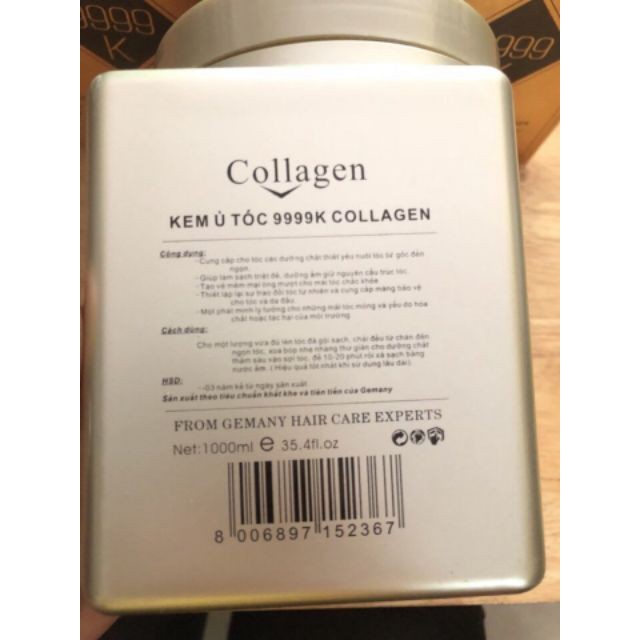 999
K
999
K
Collagen
KEM Ủ TÓC 9999K COLLAGEN
Công dụng:
-Cung cấp cho tóc các dưỡng chất thiết yếu nuôi tóc từ gốc đến
ngọn.
-Giúp làm sạch triệt để, dưỡng ẩm giữ nguyên cấu trúc tóc.
-Tạo vẻ mềm mại óng mượt cho mái tóc chắc khỏe.
-Thiết lập lại sự trao đổi tóc tự nhiên và cung cấp màng bảo vệ
cho tóc và da đầu.
-Một phát minh lý tưởng cho những mái tóc mỏng và yếu do hóa
chất hoặc tác hại của môi trường.
Cách dùng:
Cho một lượng vừa đủ lên tóc đã gội sạch, chải đều từ chân đến
ngọn tóc, xoa bóp nhẹ nhàng thư giãn cho dưỡng chất
thấm sâu vào sợi tóc, để 10-20 phút rồi xả sạch bằng
nước ấm. ( Hiệu quả tốt nhất khi sử dụng lâu dài).
HSD:
-03 năm kể từ ngày sản xuất
Sản xuất theo tiêu chuẩn khắt khe và tiên tiến của Gemany
FROM GEMANY HAIR CARE EXPERTS
Net:1000ml e 35.4fl.oz
8 006897 152367